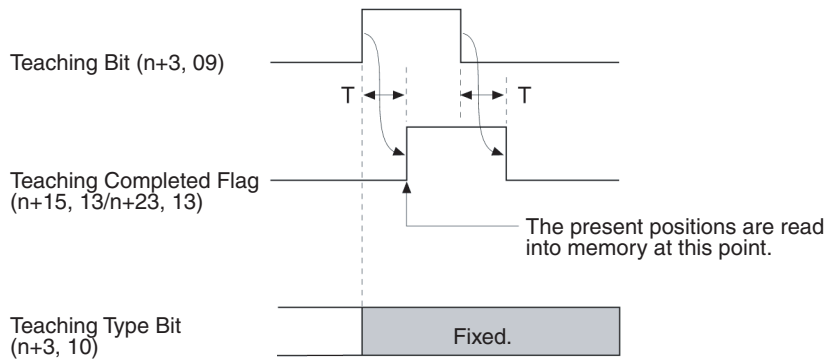 Teaching Bit (n+3, 09)
T
T
Teaching Completed Flag
(n+15, 13/n+23, 13)
The present positions are read
into memory at this point.
Teaching Type Bit
(n+3, 10)
Fixed.